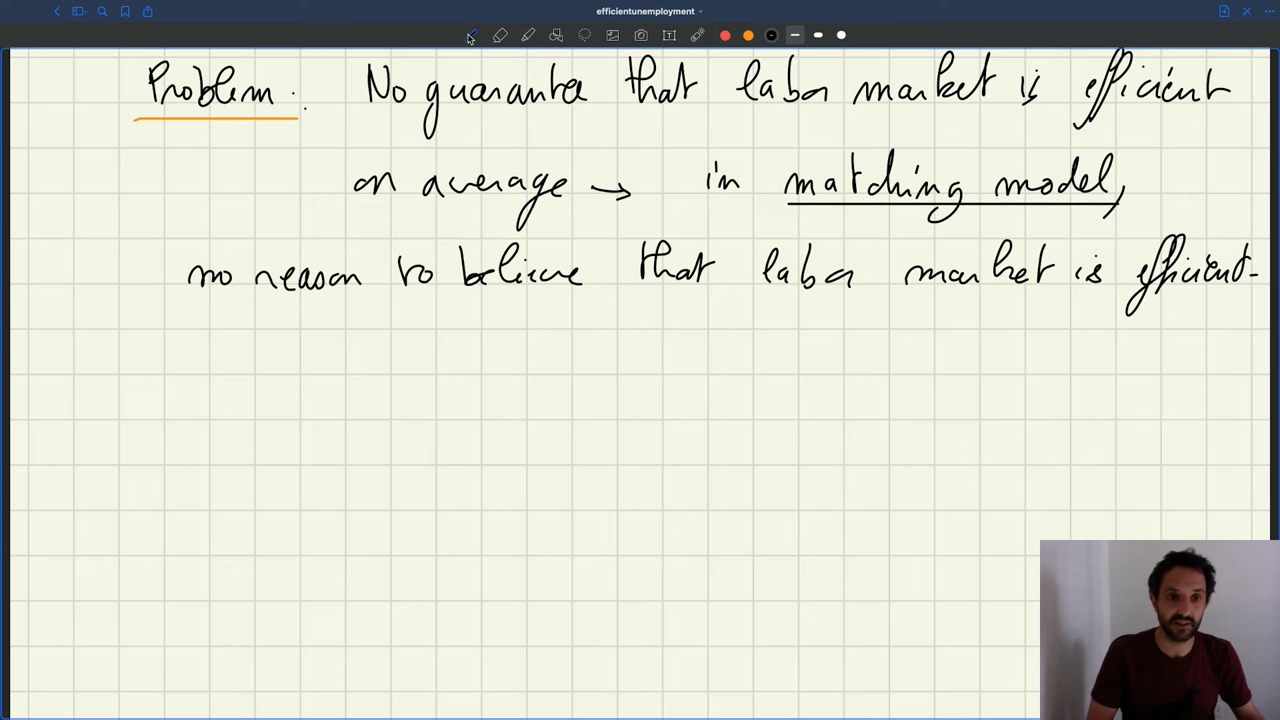 efficientunemployment
Problem: No guarantee that labor market is efficient
on average → in matching model,
no reason to believe that labor market is efficient-